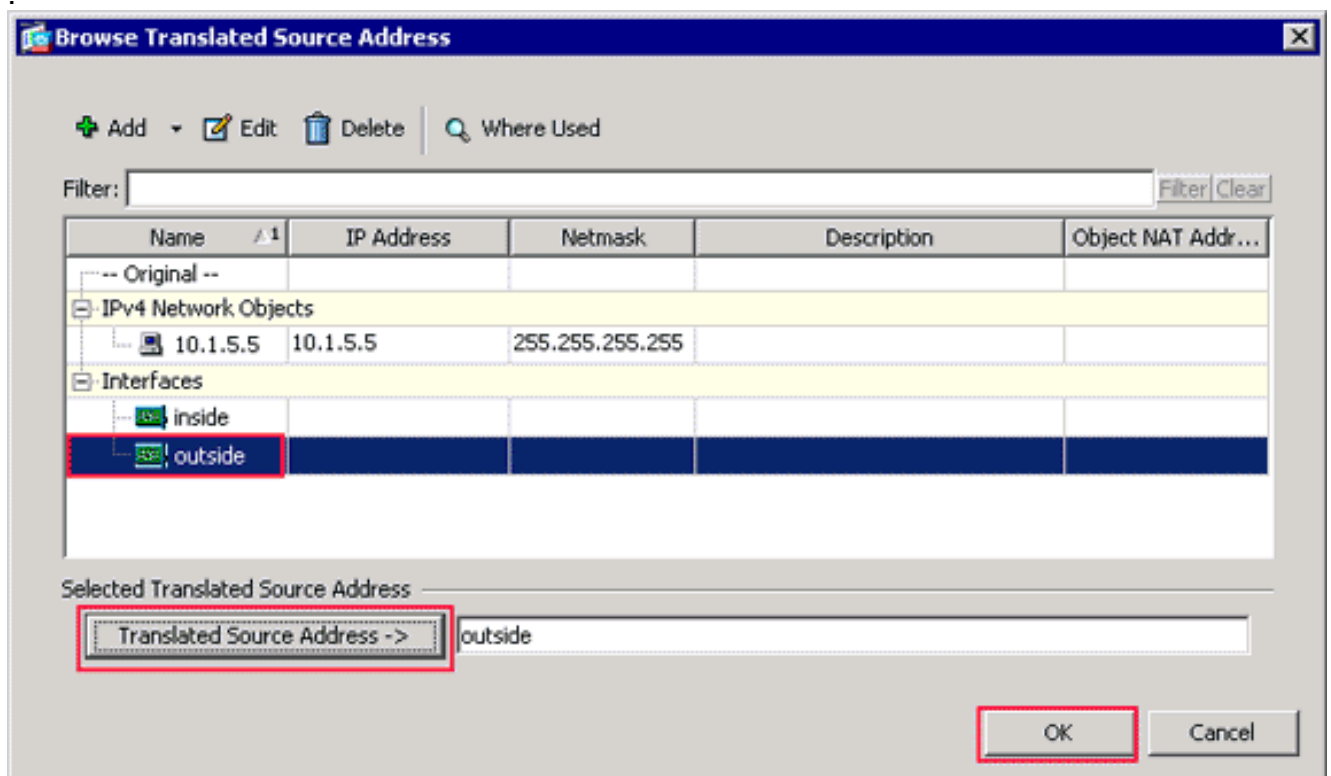 Browse Translated Source Address
Add Edit Delete Where Used
Filter: Filter Clear
Name 1 IP Address Netmask Description Object NAT Addr...
-- Original --
IPv4 Network Objects
10.1.5.5 10.1.5.5 255.255.255.255
Interfaces
inside
outside
Selected Translated Source Address
Translated Source Address -> outside
OK Cancel